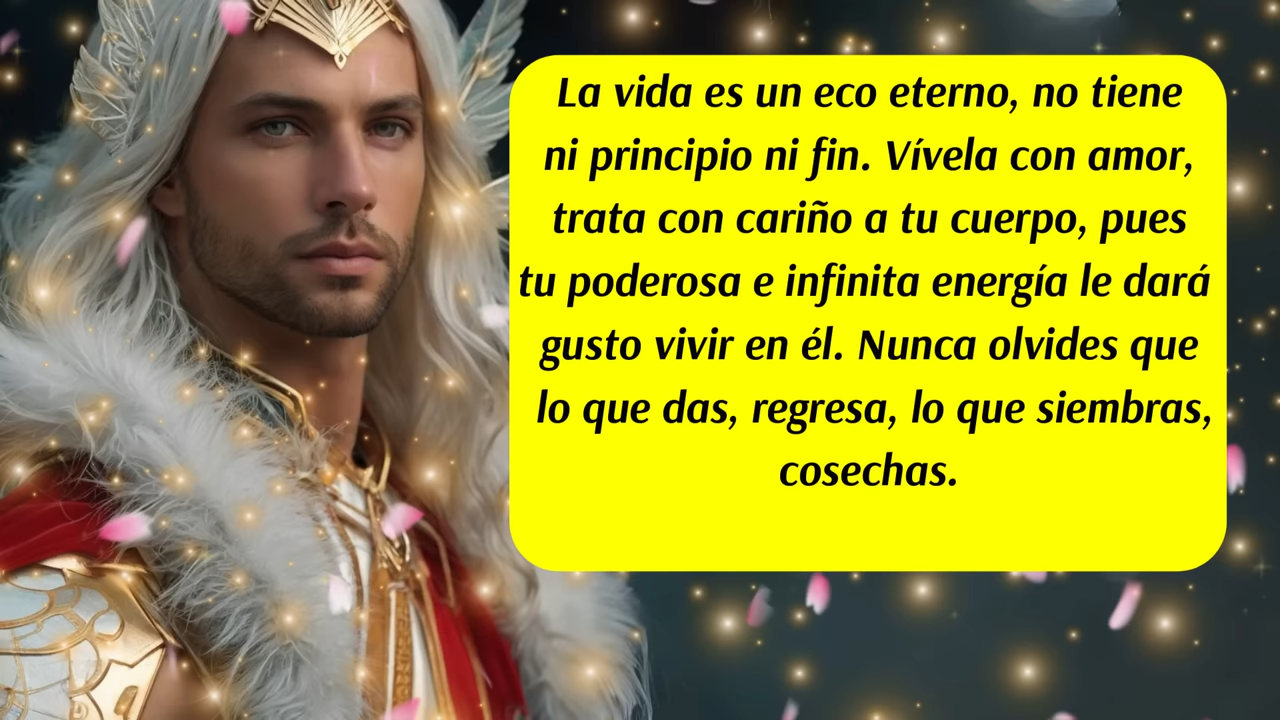 La vida es un eco eterno, no tiene
ni principio ni fin. Vívela con amor,
trata con cariño a tu cuerpo, pues
tu poderosa e infinita energía le dará
gusto vivir en él. Nunca olvides que
lo que das, regresa, lo que siembras,
cosechas.